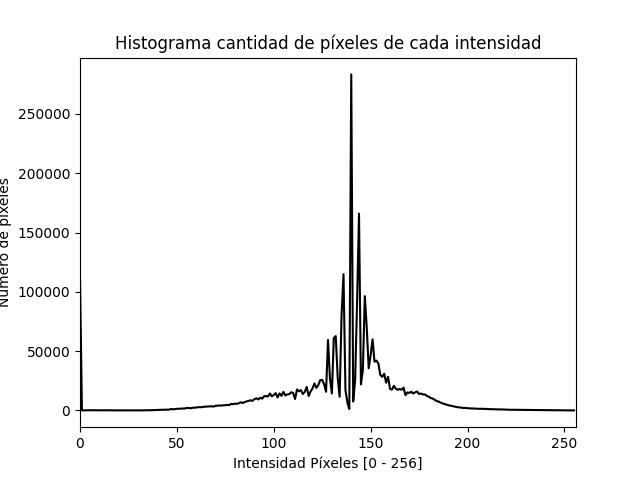 Histograma cantidad de píxeles de cada intensidad
Número de píxeles
250000
200000
150000
100000
50000
0
0 50 100 150 200 250
Intensidad Píxeles [0 - 256]